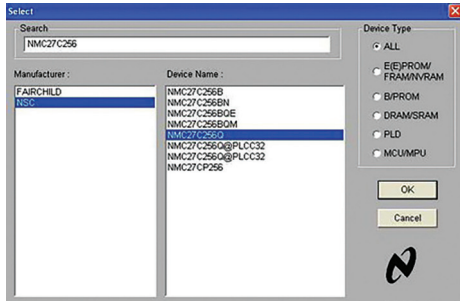 Select
Search
NMC27C256
Manufacturer :
FAIRCHILD
NSC
Device Name :
NMC27C256B
NMC27C256BN
NMC27C256BQE
NMC27C256BQM
NMC27C256Q
NMC27C256Q@PLCC32
NMC27C256Q@PLCC32
NMC27CP256
Device Type
ALL
E(E)PROM/
FRAM/NVRAM
B/PROM
DRAM/SRAM
PLD
MCU/MPU
OK
Cancel